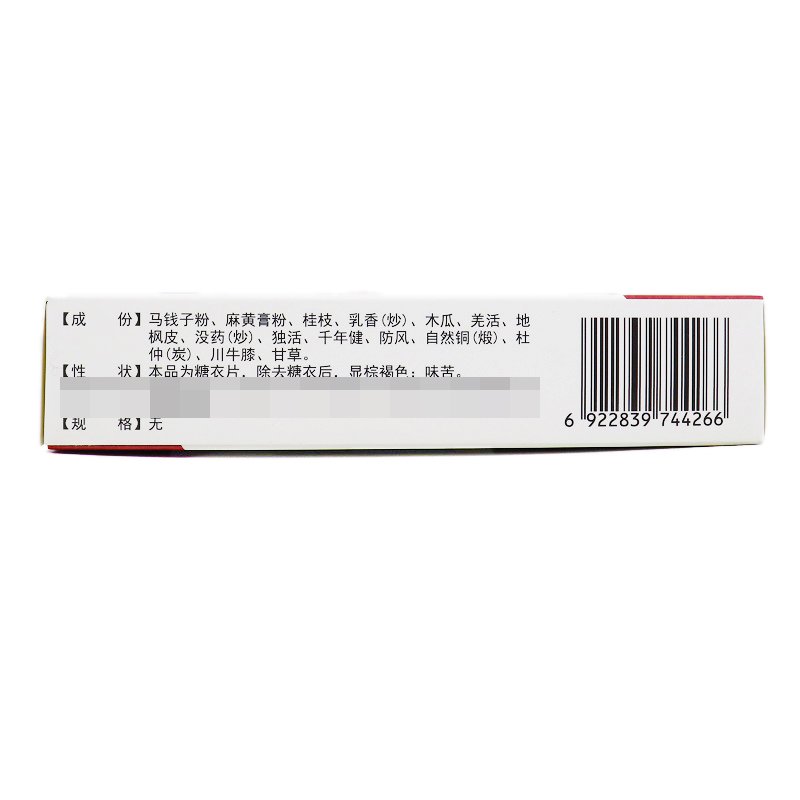 【成　　份】马钱子粉、麻黄膏粉、桂枝、乳香(炒)、木瓜、羌活、地
枫皮、没药(炒)、独活、千年健、防风、自然铜(煅)、杜
仲(炭)、川牛膝、甘草。
【性　　状】本品为糖衣片，除去糖衣后，显棕褐色；味苦。
【规　　格】无
6 922839 744266